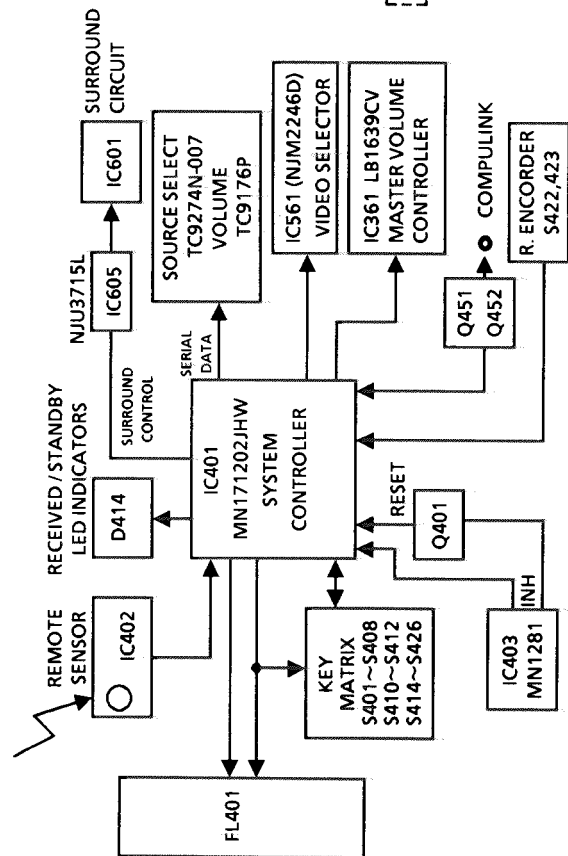 SURROUND
CIRCUIT
IC601
NJU3715L
IC605
SURROUND
CONTROL
SOURCE SELECT
TC9274N-007
VOLUME
TC9176P
SERIAL
DATA
IC561 (NJM2246D)
VIDEO SELECTOR
IC361 LB1639CV
MASTER VOLUME
CONTROLLER
COMPULINK
Q451
Q452
R. ENCORDER
S422,423
RECEIVED / STANDBY
LED INDICATORS
D414
IC401
MN171202JHW
SYSTEM
CONTROLLER
RESET
Q401
INH
IC403
MN1281
REMOTE
SENSOR
IC402
KEY
MATRIX
S401~S408
S410~S412
S414~S426
FL401